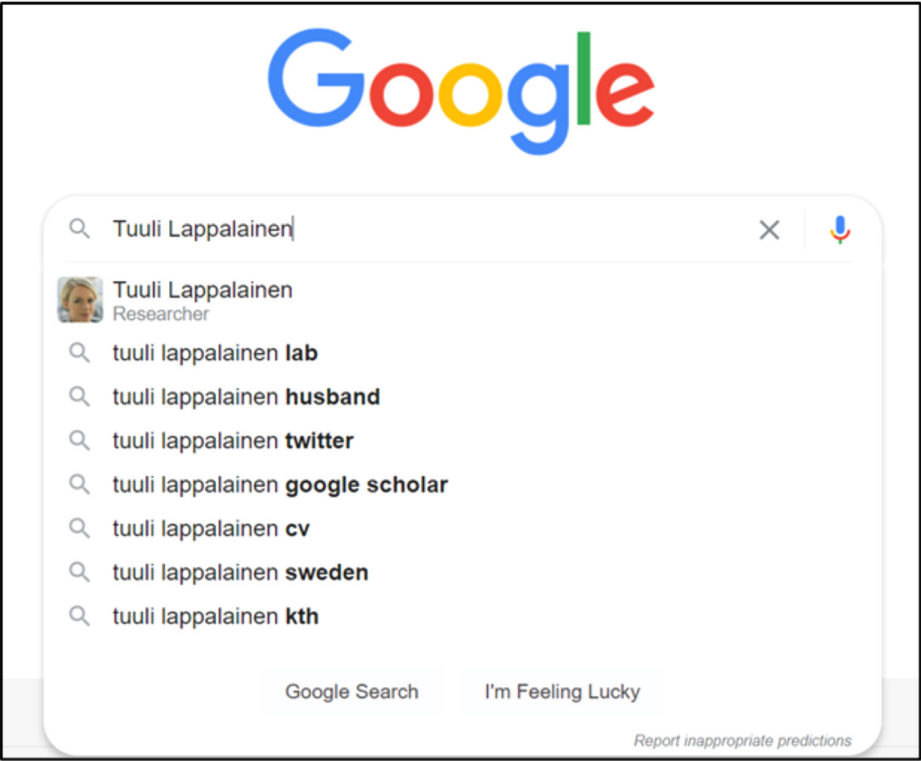 Google
Tuuli Lappalainen
Tuuli Lappalainen
Researcher
tuuli lappalainen lab
tuuli lappalainen husband
tuuli lappalainen twitter
tuuli lappalainen google scholar
tuuli lappalainen cv
tuuli lappalainen sweden
tuuli lappalainen kth
Google Search I'm Feeling Lucky
Report inappropriate predictions